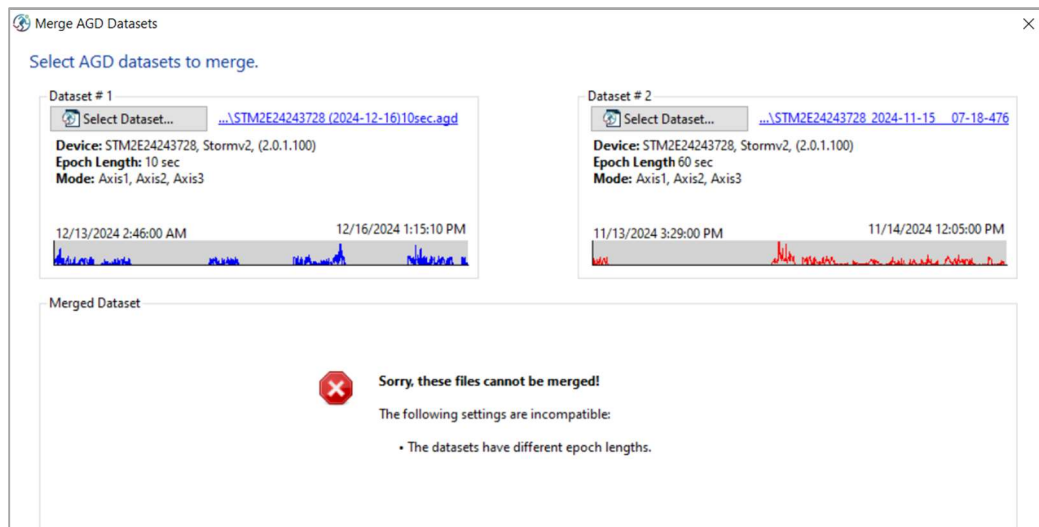 Merge AGD Datasets
Select AGD datasets to merge.
Dataset # 1
Select Dataset...
...\STM2E24243728 (2024-12-16)10sec.agd
Device: STM2E24243728, Stormv2, (2.0.1.100)
Epoch Length: 10 sec
Mode: Axis1, Axis2, Axis3
12/13/2024 2:46:00 AM
12/16/2024 1:15:10 PM
Dataset # 2
Select Dataset...
...\STM2E24243728 2024-11-15 07-18-476
Device: STM2E24243728, Stormv2, (2.0.1.100)
Epoch Length 60 sec
Mode: Axis1, Axis2, Axis3
11/13/2024 3:29:00 PM
11/14/2024 12:05:00 PM
Merged Dataset
Sorry, these files cannot be merged!
The following settings are incompatible:
• The datasets have different epoch lengths.